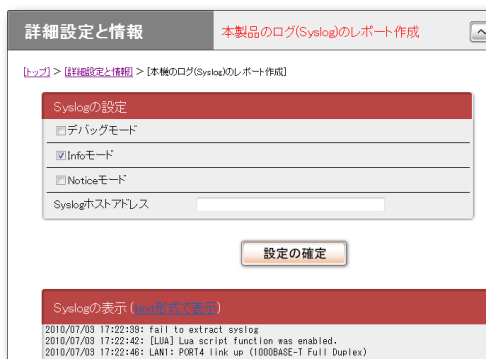 詳細設定と情報 本製品のログ(Syslog)のレポート作成
[トップ] > [詳細設定と情報] > [本機のログ(Syslog)のレポート作成]
Syslogの設定
デバッグモード
Infoモード
Noticeモード
Syslogホストアドレス
設定の確定
Syslogの表示 (text形式で表示)
2010/07/03 17:22:39: fail to extract syslog
2010/07/03 17:22:42: [LUA] Lua script function was enabled.
2010/07/03 17:22:46: LAN1: PORT4 link up (1000BASE-T Full Duplex)